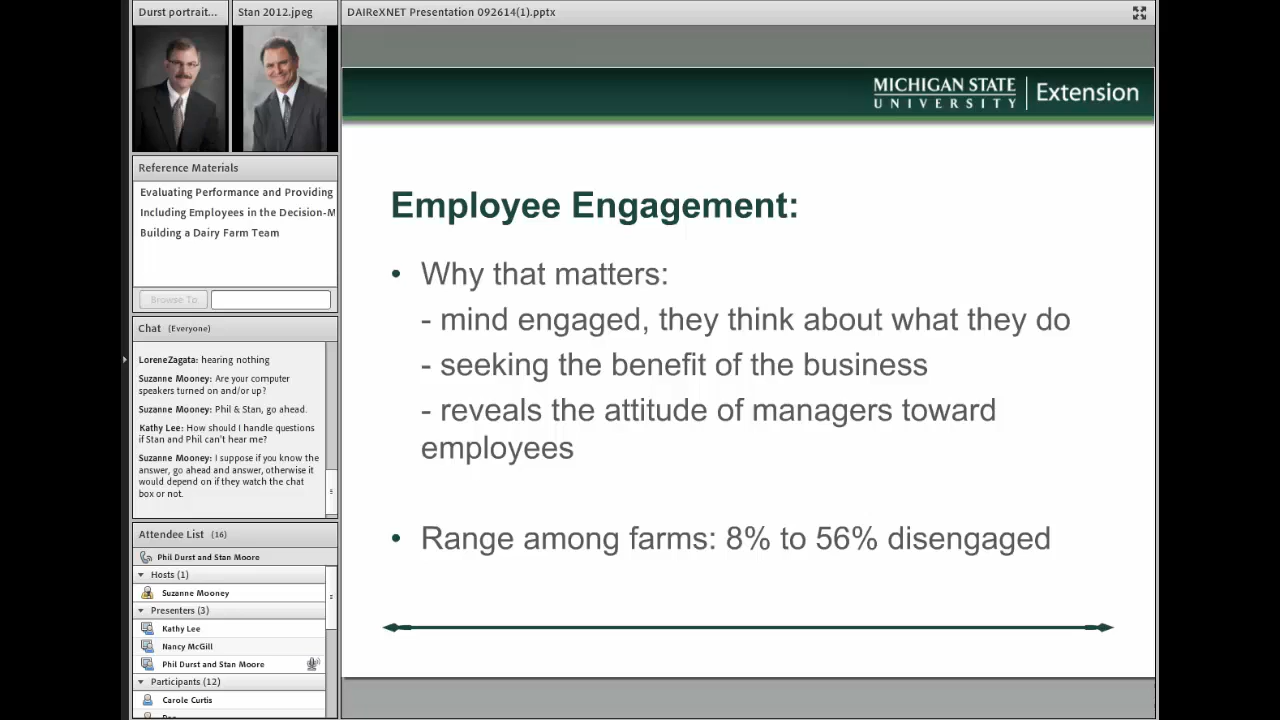 Durst portrait...
Stan 2012.jpeg
DAIReXNET Presentation 092614(1).pptx
Reference Materials
Evaluating Performance and Providing
Including Employees in the Decision-M
Building a Dairy Farm Team
Browse To
Chat (Everyone)
LoreneZagata: hearing nothing
Suzanne Mooney: Are your computer
speakers turned on and/or up?
Suzanne Mooney: Phil & Stan, go ahead.
Kathy Lee: How should I handle questions
if Stan and Phil can't hear me?
Suzanne Mooney: I suppose if you know the
answer, go ahead and answer, otherwise it
would depend on if they watch the chat
box or not.
Attendee List (16)
Phil Durst and Stan Moore
Hosts (1)
Suzanne Mooney
Presenters (3)
Kathy Lee
Nancy McGill
Phil Durst and Stan Moore
Participants (12)
Carole Curtis
MICHIGAN STATE
UNIVERSITY
Extension
Employee Engagement:
• Why that matters:
- mind engaged, they think about what they do
- seeking the benefit of the business
- reveals the attitude of managers toward
employees
• Range among farms: 8% to 56% disengaged